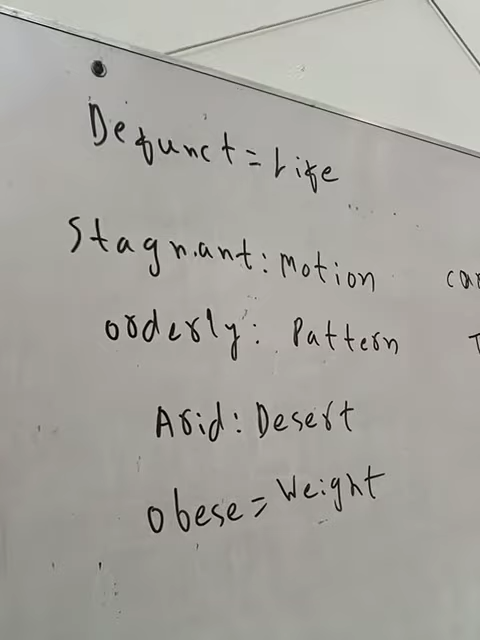 Defunct = Life
Stagnant : Motion
orderly : Pattern
Arid : Desert
Obese = Weight